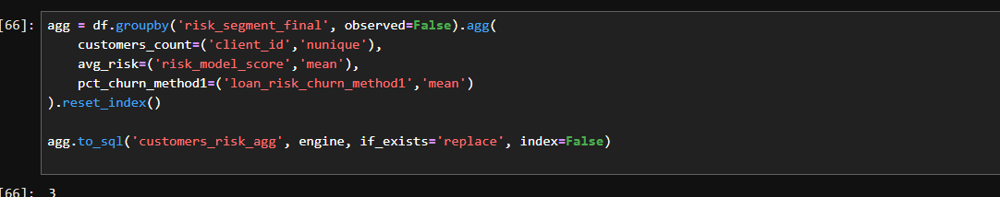 [66]: agg = df.groupby('risk_segment_final', observed=False).agg(
    customers_count=('client_id','nunique'),
    avg_risk=('risk_model_score','mean'),
    pct_churn_method1=('loan_risk_churn_method1','mean')
).reset_index()

agg.to_sql('customers_risk_agg', engine, if_exists='replace', index=False)

[66]: 3